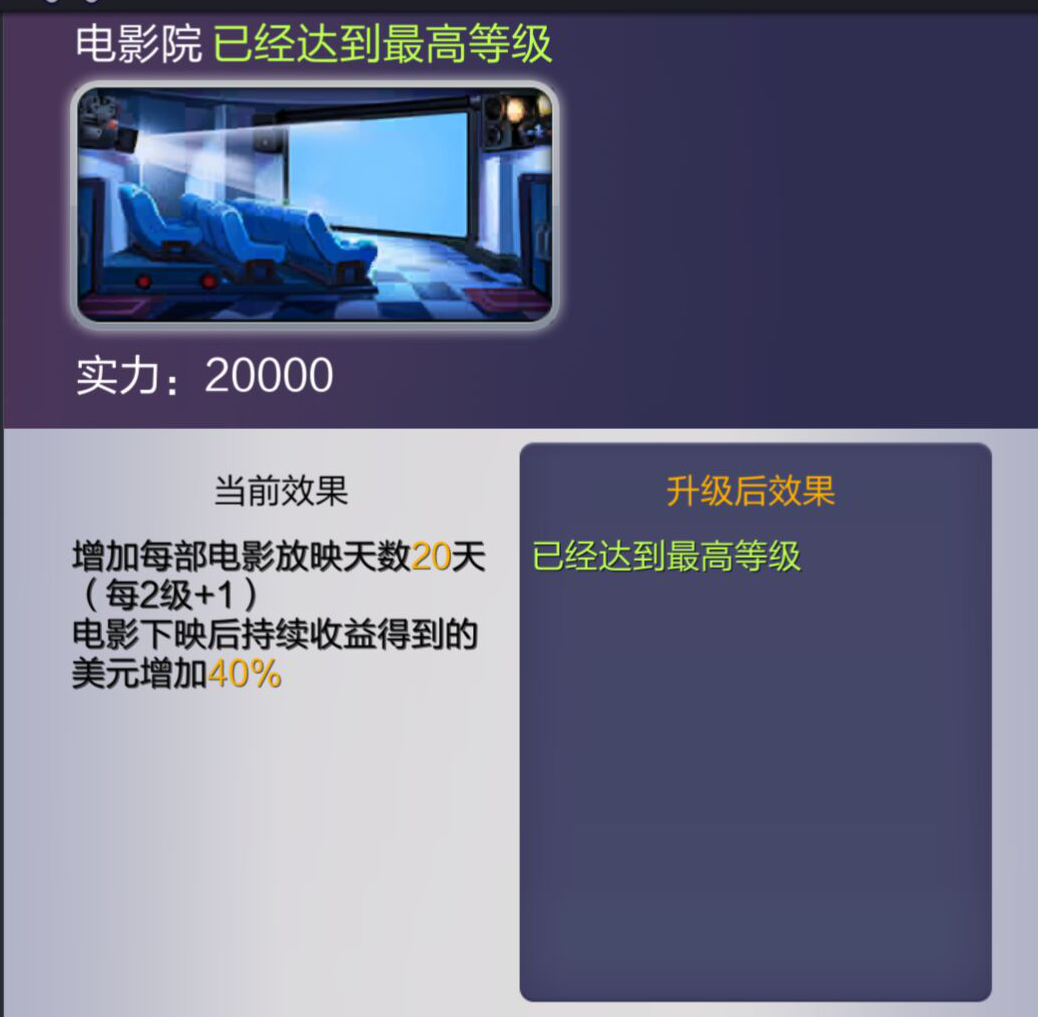 电影院 已经达到最高等级
实力：20000
当前效果
增加每部电影放映天数20天
（每2级+1）
电影下映后持续收益得到的
美元增加40%
升级后效果
已经达到最高等级